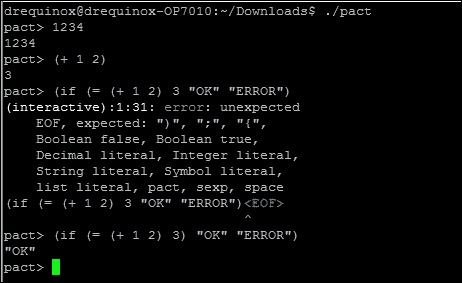 drequinox@drequinox-OP7010:~/Downloads$ ./pact
pact> 1234
1234
pact> (+ 1 2)
3
pact> (if (= (+ 1 2) 3 "OK" "ERROR")
(interactive):1:31: error: unexpected
    EOF, expected: ")", ";", "{",
    Boolean false, Boolean true,
    Decimal literal, Integer literal,
    String literal, Symbol literal,
    list literal, pact, sexp, space
(if (= (+ 1 2) 3 "OK" "ERROR")<EOF>
                              ^
pact> (if (= (+ 1 2) 3) "OK" "ERROR")
"OK"
pact>